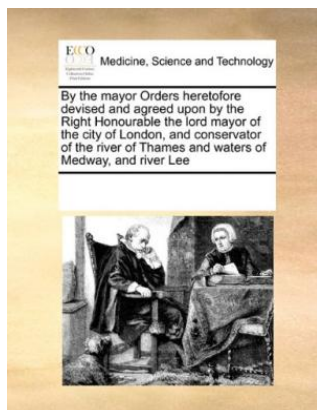 ECCO
Medicine, Science and Technology
By the mayor Orders heretofore
devised and agreed upon by the
Right Honourable the lord mayor of
the city of London, and conservator
of the river of Thames and waters of
Medway, and river Lee